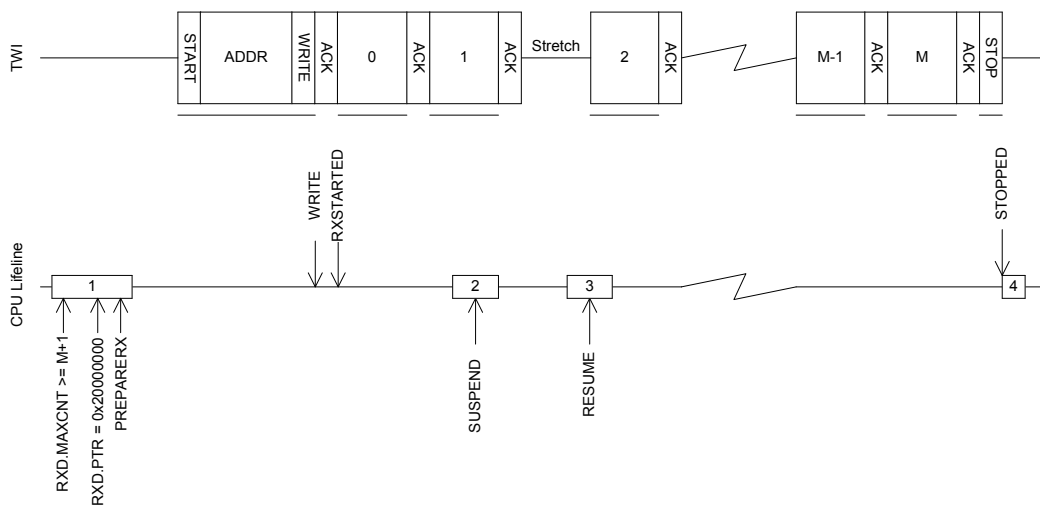 TWI
START
ADDR
WRITE
ACK
0
ACK
1
ACK
Stretch
2
ACK
M-1
ACK
M
ACK
STOP
WRITE
RXSTARTED
STOPPED
CPU Lifeline
1
2
3
4
RXD.MAXCNT >= M+1
RXD.PTR = 0x20000000
PREPARERX
SUSPEND
RESUME